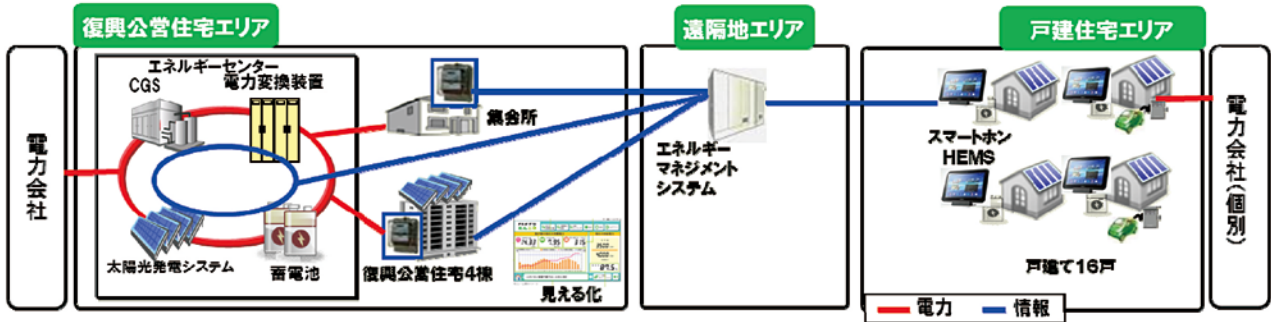 復興公営住宅エリア
遠隔地エリア
戸建住宅エリア
エネルギーセンター
CGS
電力変換装置
集会所
電力会社
エネルギー
マネジメント
システム
スマートホン
HEMS
電力会社(個別)
太陽光発電システム
蓄電池
復興公営住宅4棟
見える化
戸建て16戸
電力
情報